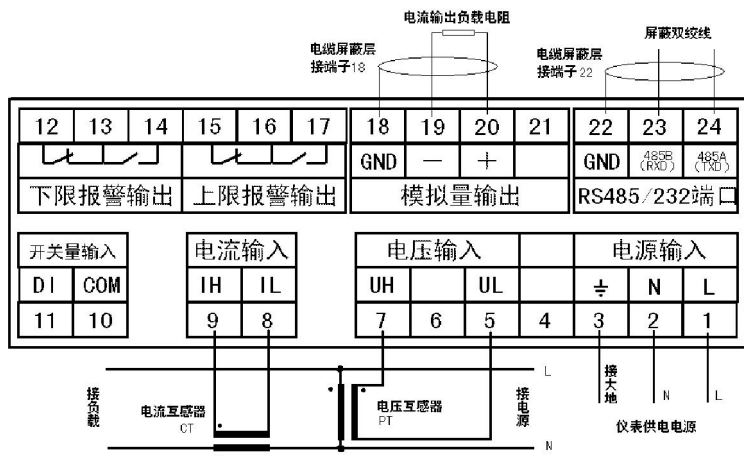 电流输出负载电阻
电缆屏蔽层
接端子18
屏蔽双绞线
电缆屏蔽层
接端子22
12 13 14 15 16 17 18 19 20 21 22 23 24
GND － ＋ GND 485B (RXD) 485A (TXD)
下限报警输出 上限报警输出 模拟量输出 RS485/232端口
开关量输入 电流输入 电压输入 电源输入
DI COM IH IL UH UL N L
11 10 9 8 7 6 5 4 3 2 1
接负载
电流互感器
CT
电压互感器
PT
接电源
L
N
接大地
N
L
仪表供电电源